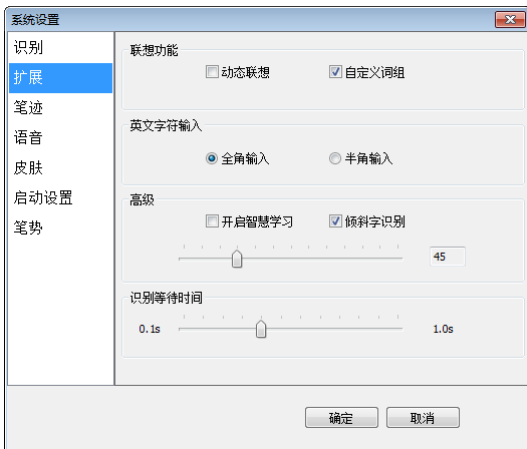 系统设置
识别
扩展
笔迹
语音
皮肤
启动设置
笔势
联想功能
动态联想 自定义词组
英文字符输入
全角输入 半角输入
高级
开启智慧学习 倾斜字识别
45
识别等待时间
0.1s 1.0s
确定 取消